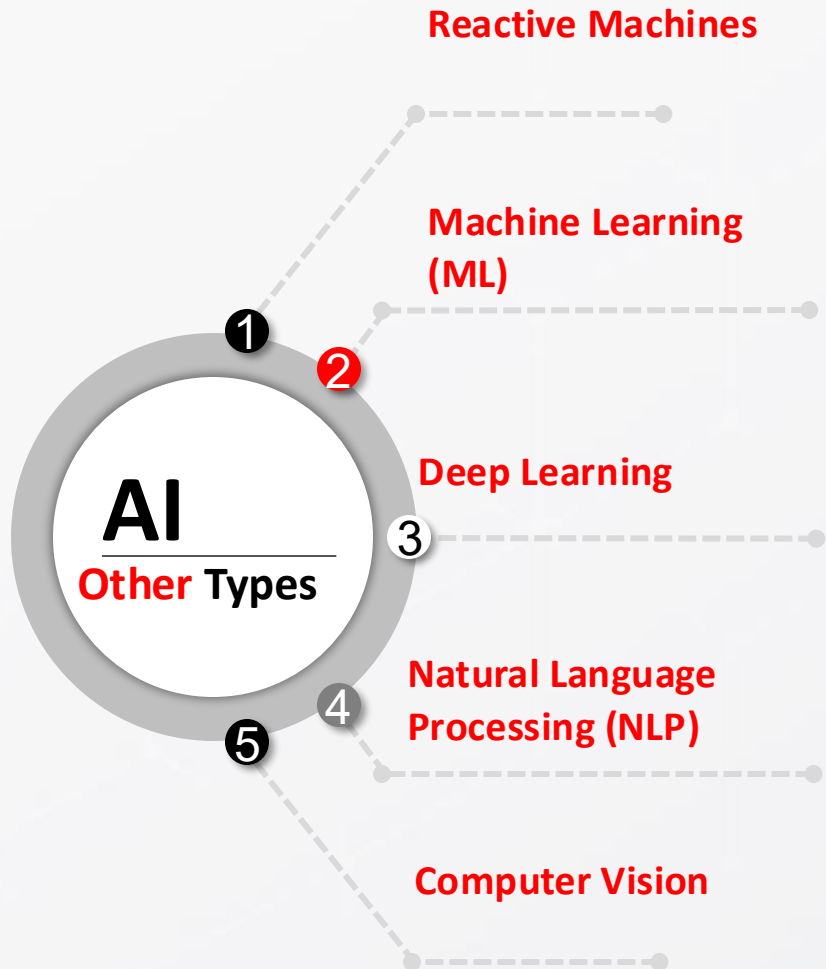 Reactive Machines
Machine Learning
(ML)
1
2
Deep Learning
AI
3
Other Types
Natural Language
Processing (NLP)
4
5
Computer Vision